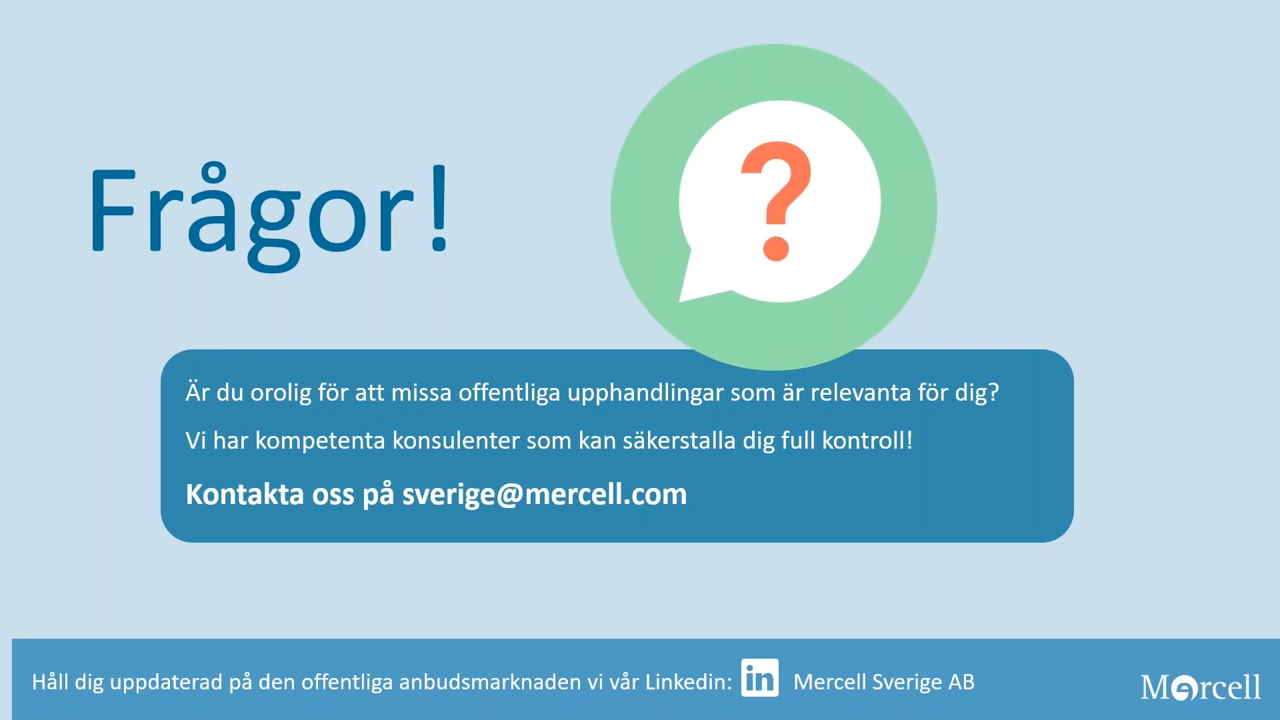 Frågor!
?
Är du orolig för att missa offentliga upphandlingar som är relevanta för dig?
Vi har kompetenta konsulenter som kan säkerstalla dig full kontroll!
Kontakta oss på sverige@mercell.com
Håll dig uppdaterad på den offentliga anbudsmarknaden vi vår Linkedin: in Mercell Sverige AB
Mercell